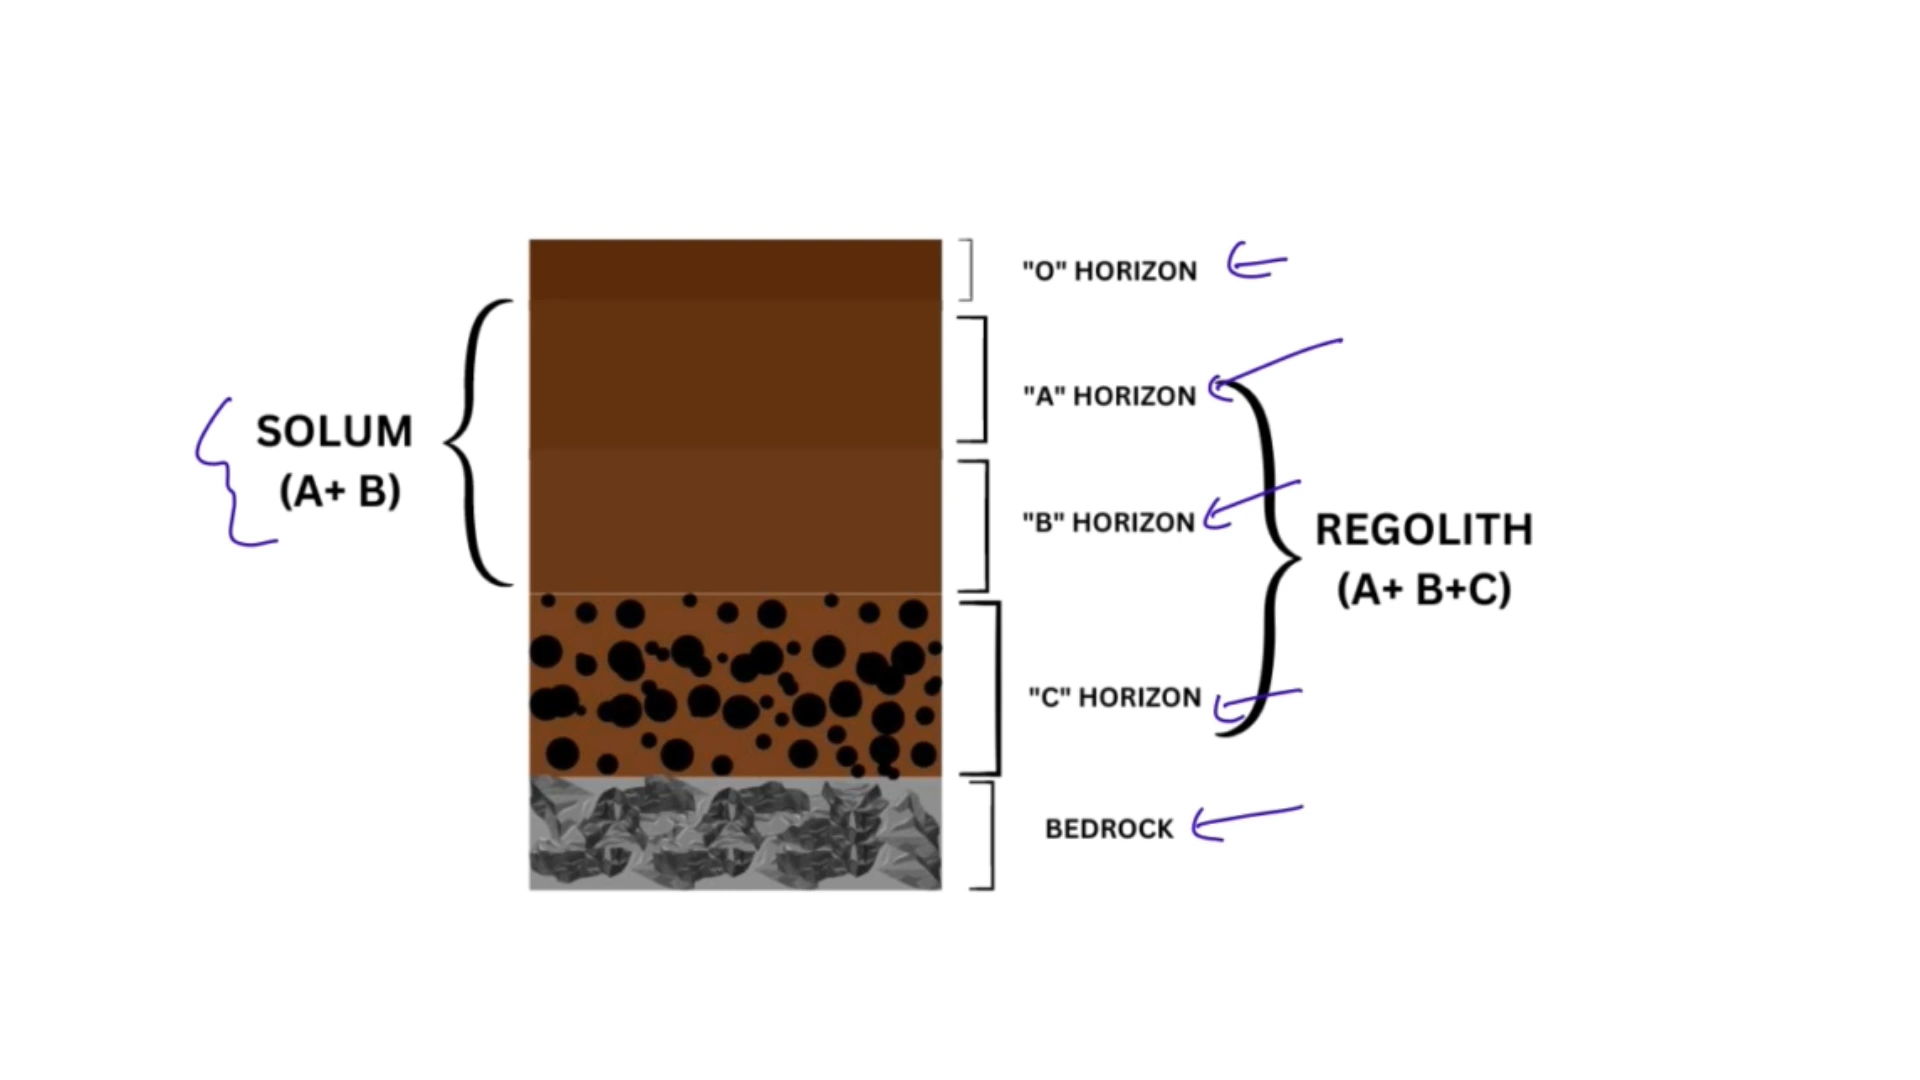 "O" HORIZON
"A" HORIZON
SOLUM
(A+ B)
"B" HORIZON
REGOLITH
(A+ B+C)
"C" HORIZON
BEDROCK